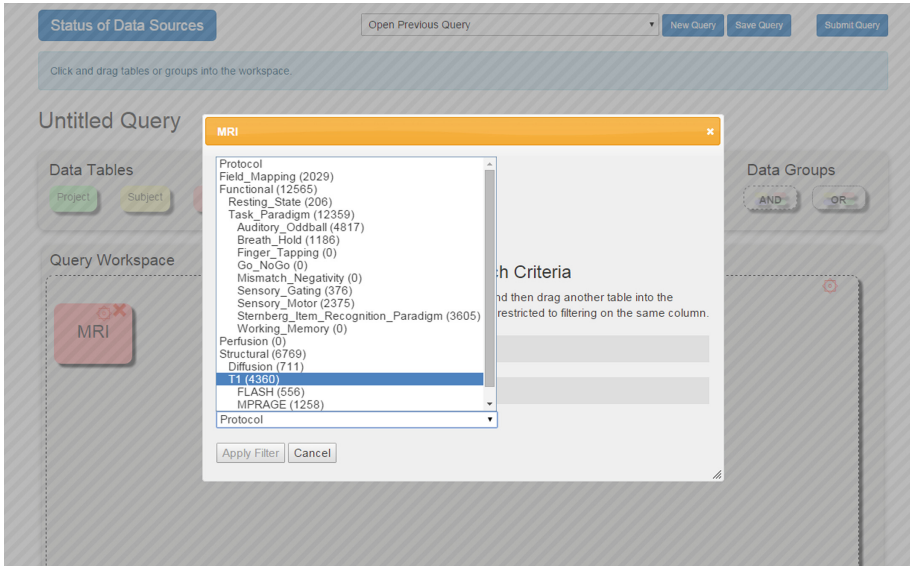 Status of Data Sources
Open Previous Query
New Query
Save Query
Submit Query
Click and drag tables or groups into the workspace.
Untitled Query
MRI
Data Tables
Project
Subject
Data Groups
AND
OR
Query Workspace
MRI
Protocol
Field_Mapping (2029)
Functional (12565)
Resting_State (206)
Task_Paradigm (12359)
Auditory_Oddball (4817)
Breath_Hold (1186)
Finger_Tapping (0)
Go_NoGo (0)
Mismatch_Negativity (0)
Sensory_Gating (376)
Sensory_Motor (2375)
Sternberg_Item_Recognition_Paradigm (3605)
Working_Memory (0)
Perfusion (0)
Structural (6769)
Diffusion (711)
T1 (4360)
FLASH (556)
MPRAGE (1258)
Protocol
ch Criteria
nd then drag another table into the
restricted to filtering on the same column.
Apply Filter
Cancel